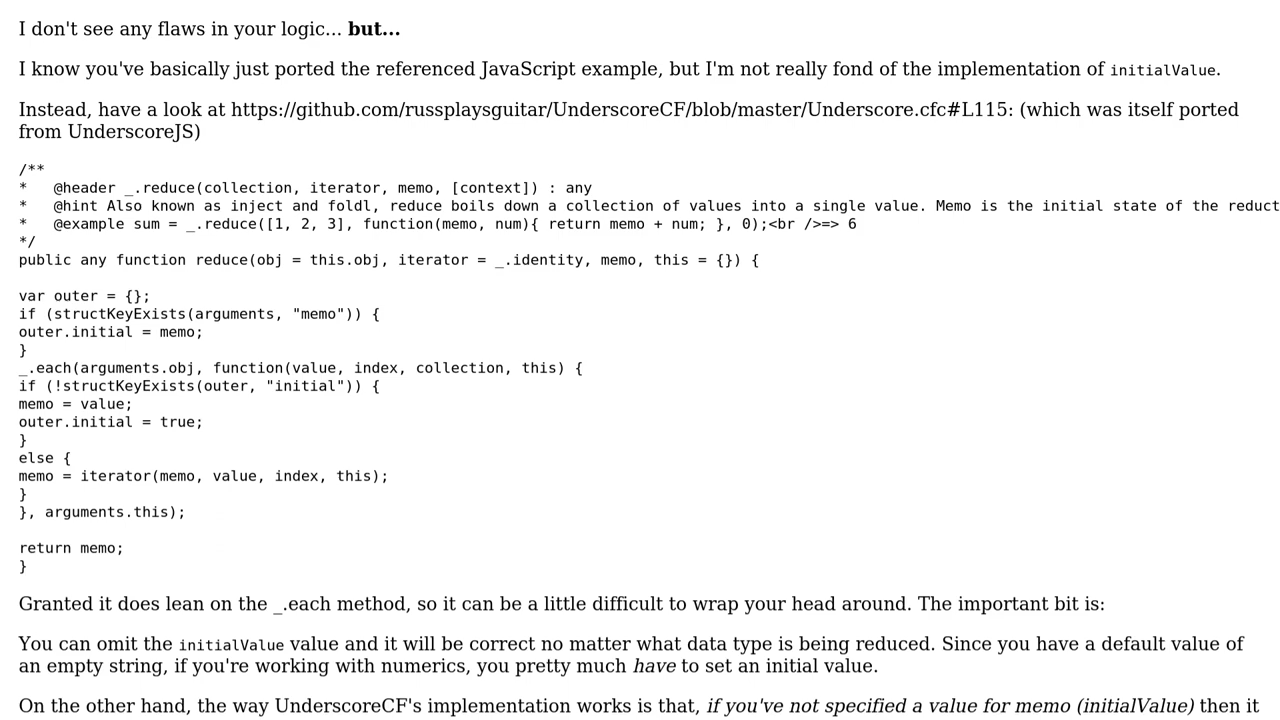 I don't see any flaws in your logic... but...
I know you've basically just ported the referenced JavaScript example, but I'm not really fond of the implementation of initialValue.
Instead, have a look at https://github.com/russplaysguitar/UnderscoreCF/blob/master/Underscore.cfc#L115: (which was itself ported
from UnderscoreJS)
/**
*   @header _.reduce(collection, iterator, memo, [context]) : any
*   @hint Also known as inject and foldl, reduce boils down a collection of values into a single value. Memo is the initial state of the reduct
*   @example sum = _.reduce([1, 2, 3], function(memo, num){ return memo + num; }, 0);<br />=> 6
*/
public any function reduce(obj = this.obj, iterator = _.identity, memo, this = {}) {
var outer = {};
if (structKeyExists(arguments, "memo")) {
outer.initial = memo;
}
_.each(arguments.obj, function(value, index, collection, this) {
if (!structKeyExists(outer, "initial")) {
memo = value;
outer.initial = true;
}
else {
memo = iterator(memo, value, index, this);
}
}, arguments.this);
return memo;
}
Granted it does lean on the _.each method, so it can be a little difficult to wrap your head around. The important bit is:
You can omit the initialValue value and it will be correct no matter what data type is being reduced. Since you have a default value of
an empty string, if you're working with numerics, you pretty much have to set an initial value.
On the other hand, the way UnderscoreCF's implementation works is that, if you've not specified a value for memo (initialValue) then it